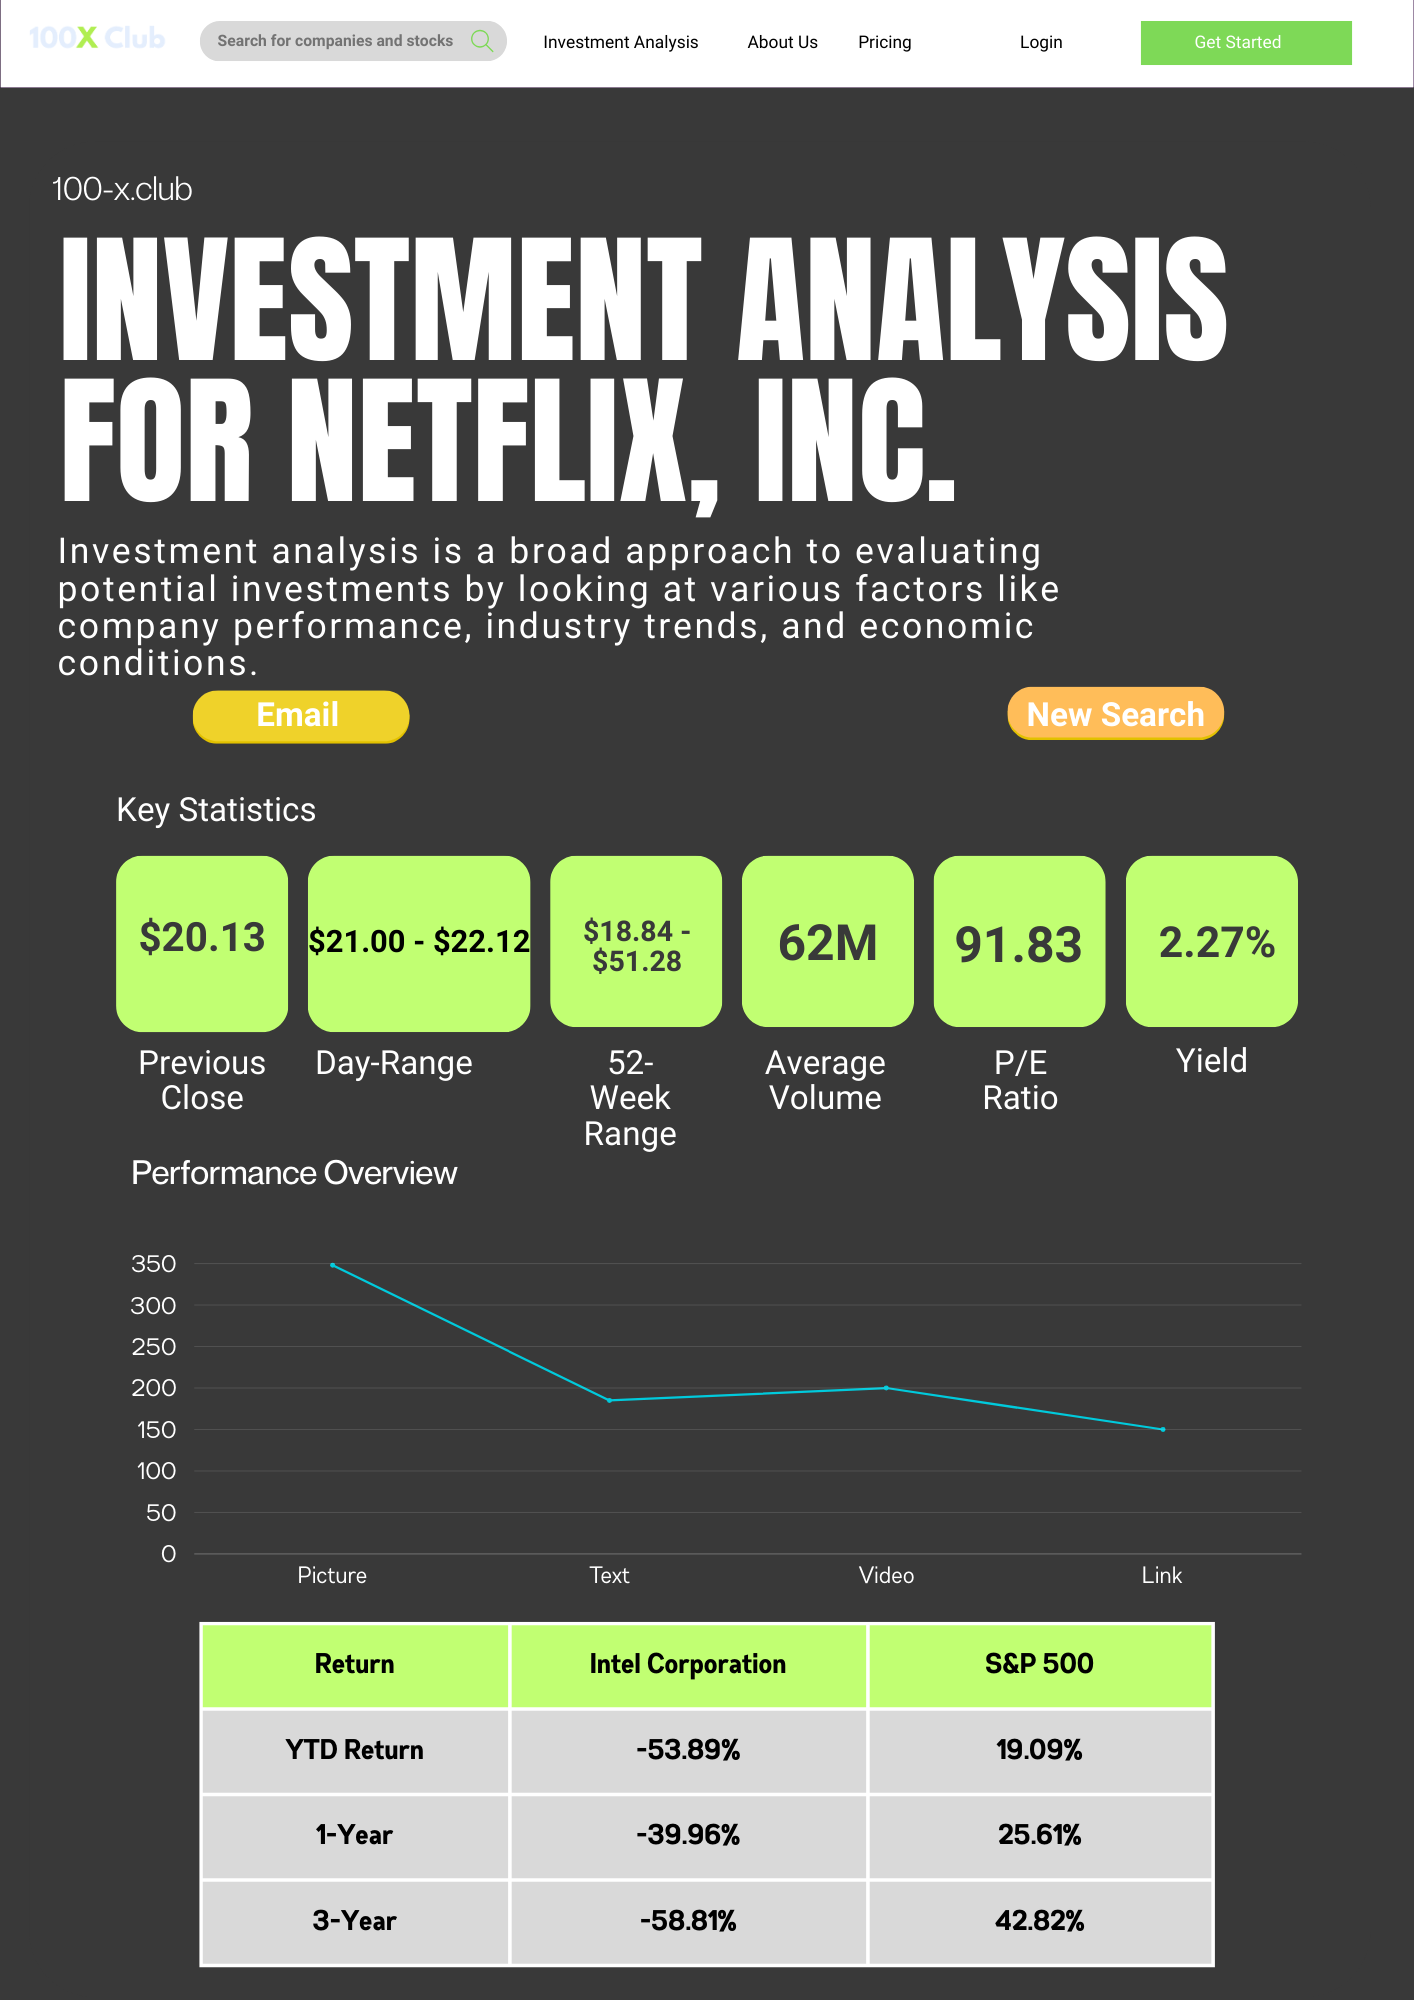 100X Club
Search for companies and stocks
Investment Analysis
About Us
Pricing
Login
Get Started
100-x.club
INVESTMENT ANALYSIS
FOR NETFLIX, INC.
Investment analysis is a broad approach to evaluating
potential investments by looking at various factors like
company performance, industry trends, and economic
conditions.
Email
New Search
Key Statistics
$20.13
$21.00 - $22.12
$18.84 -
$51.28
62M
91.83
2.27%
Previous
Close
Day-Range
52-
Week
Range
Average
Volume
P/E
Ratio
Yield
Performance Overview
350
300
250
200
150
100
50
0
Picture
Text
Video
Link
Return
Intel Corporation
S&P 500
YTD Return
-53.89%
19.09%
1-Year
-39.96%
25.61%
3-Year
-58.81%
42.82%